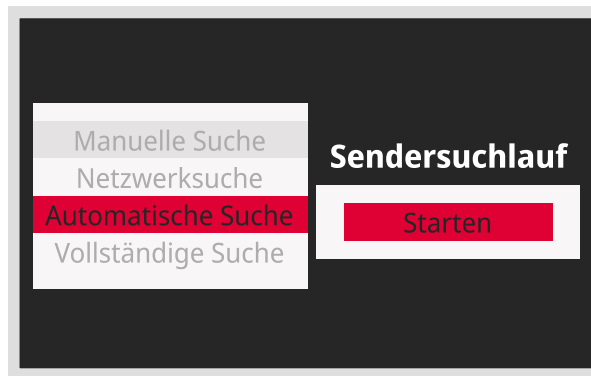 Manuelle Suche
Netzwerksuche
Automatische Suche
Vollständige Suche
Sendersuchlauf
Starten